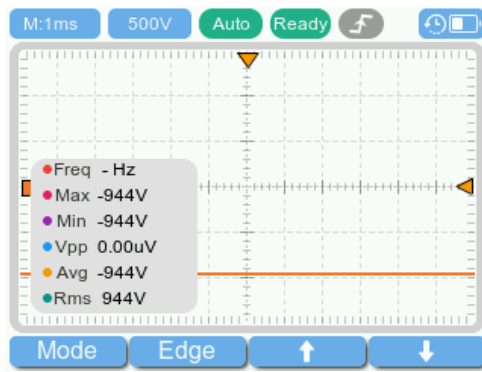 M:1ms 500V Auto Ready
Freq - Hz
Max -944V
Min -944V
Vpp 0.00uV
Avg -944V
Rms 944V
Mode Edge ↑ ↓